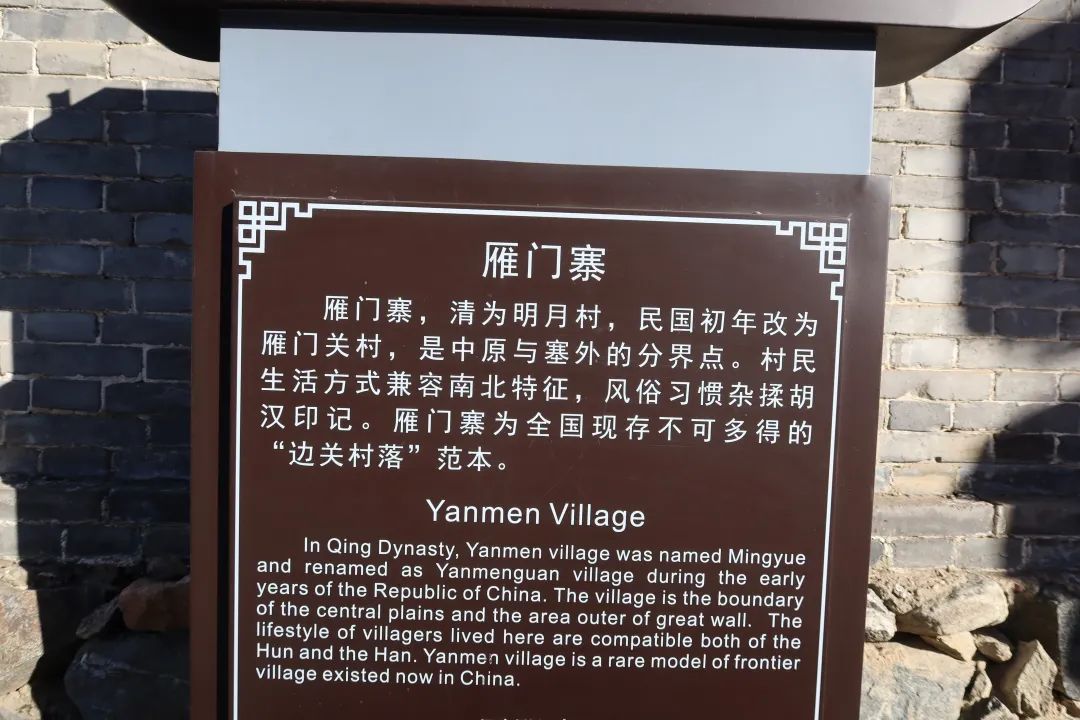 雁门寨
雁门寨，清为明月村，民国初年改为
雁门关村，是中原与塞外的分界点。村民
生活方式兼容南北特征，风俗习惯杂揉胡
汉印记。雁门寨为全国现存不可多得的
“边关村落”范本。
Yanmen Village
In Qing Dynasty, Yanmen village was named Mingyue
and renamed as Yanmenguan village during the early
years of the Republic of China. The village is the boundary
of the central plains and the area outer of great wall. The
lifestyle of villagers lived here are compatible both of the
Hun and the Han. Yanmen village is a rare model of frontier
village existed now in China.